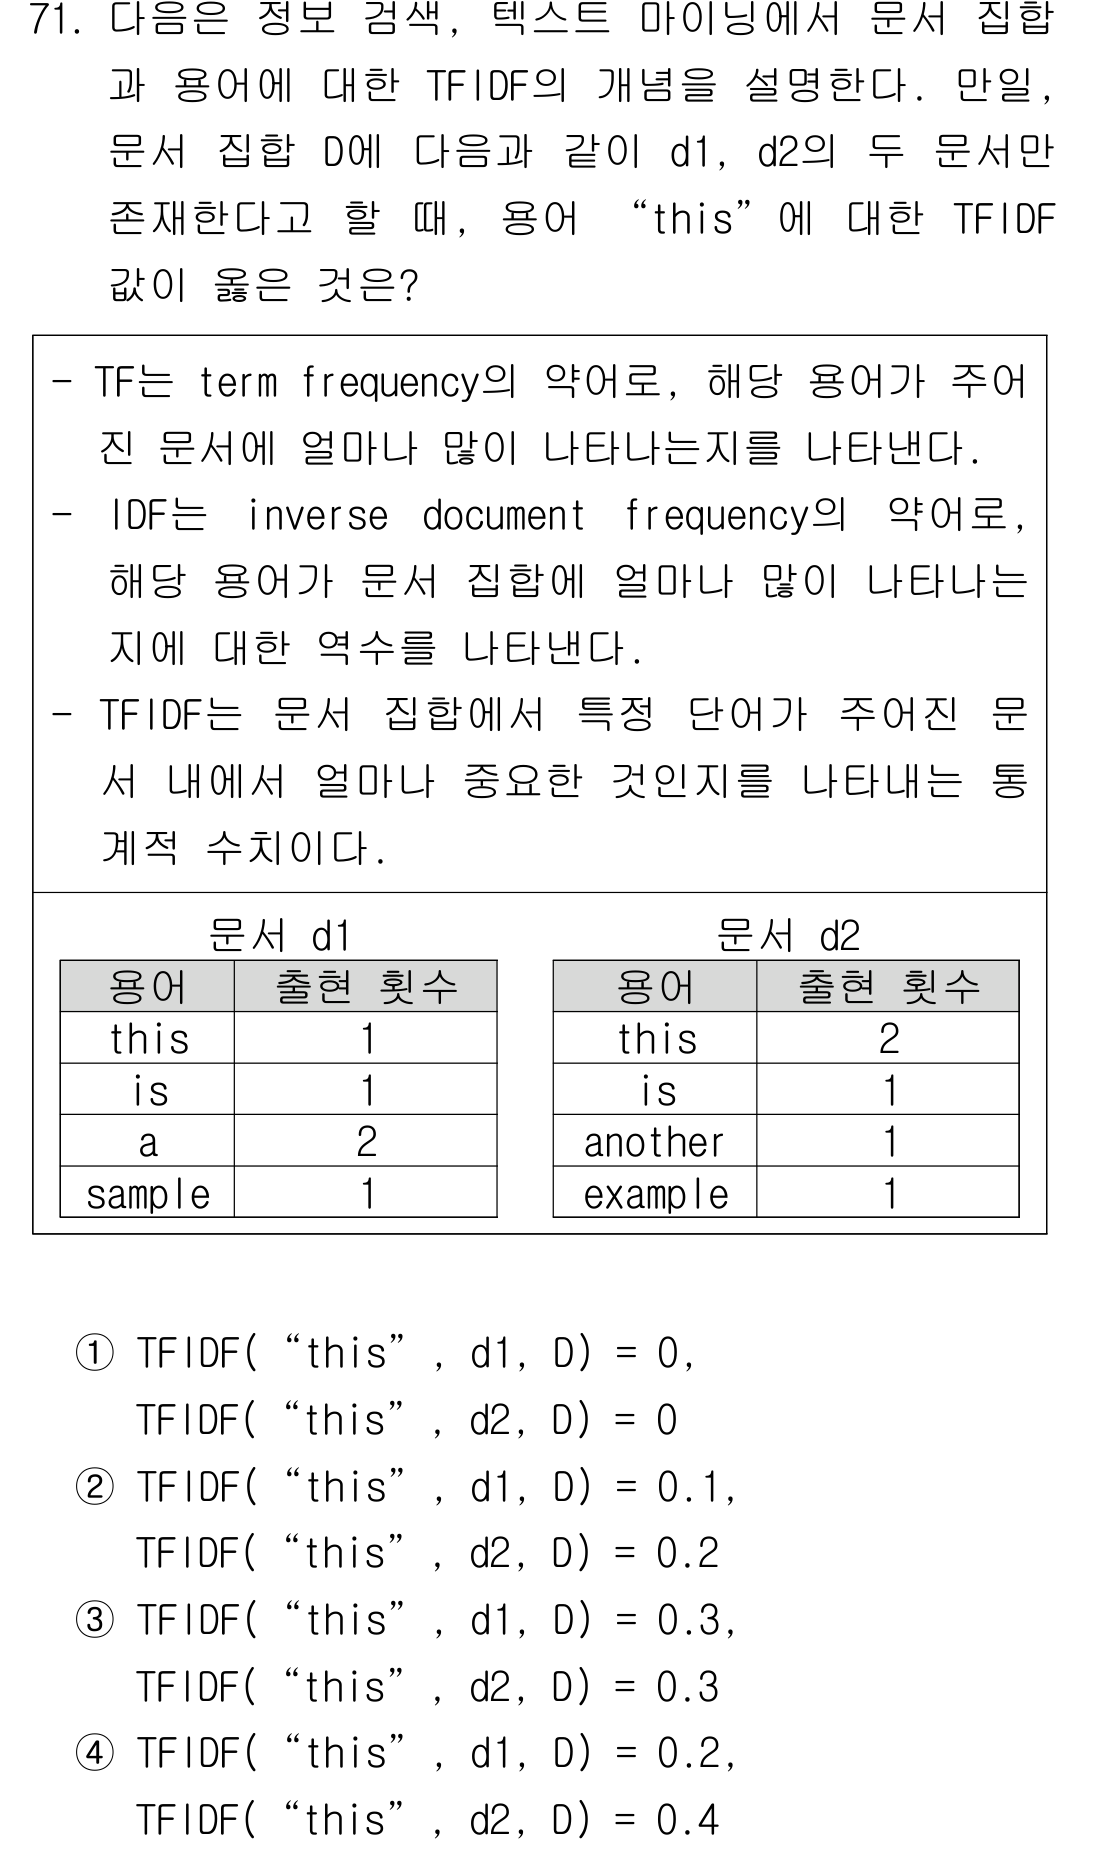 71. 다음은 정보 검색, 텍스트 마이닝에서 문서 집합
과 용어에 대한 TFIDF의 개념을 설명한다. 만일,
문서 집합 D에 다음과 같이 d1, d2의 두 문서만
존재한다고 할 때, 용어 “this”에 대한 TFIDF
값이 옳은 것은?
- TF는 term frequency의 약어로, 해당 용어가 주어
진 문서에 얼마나 많이 나타나는지를 나타낸다.
- IDF는 inverse document frequency의 약어로,
해당 용어가 문서 집합에 얼마나 많이 나타나는
지에 대한 역수를 나타낸다.
- TFIDF는 문서 집합에서 특정 단어가 주어진 문
서 내에서 얼마나 중요한 것인지를 나타내는 통
계적 수치이다.
문서 d1
용어 출현 횟수
this 1
is 1
a 2
sample 1
문서 d2
용어 출현 횟수
this 2
is 1
another 1
example 1
① TFIDF( “this” , d1, D) = 0,
TFIDF( “this” , d2, D) = 0
② TFIDF( “this” , d1, D) = 0.1,
TFIDF( “this” , d2, D) = 0.2
③ TFIDF( “this” , d1, D) = 0.3,
TFIDF( “this” , d2, D) = 0.3
④ TFIDF( “this” , d1, D) = 0.2,
TFIDF( “this” , d2, D) = 0.4